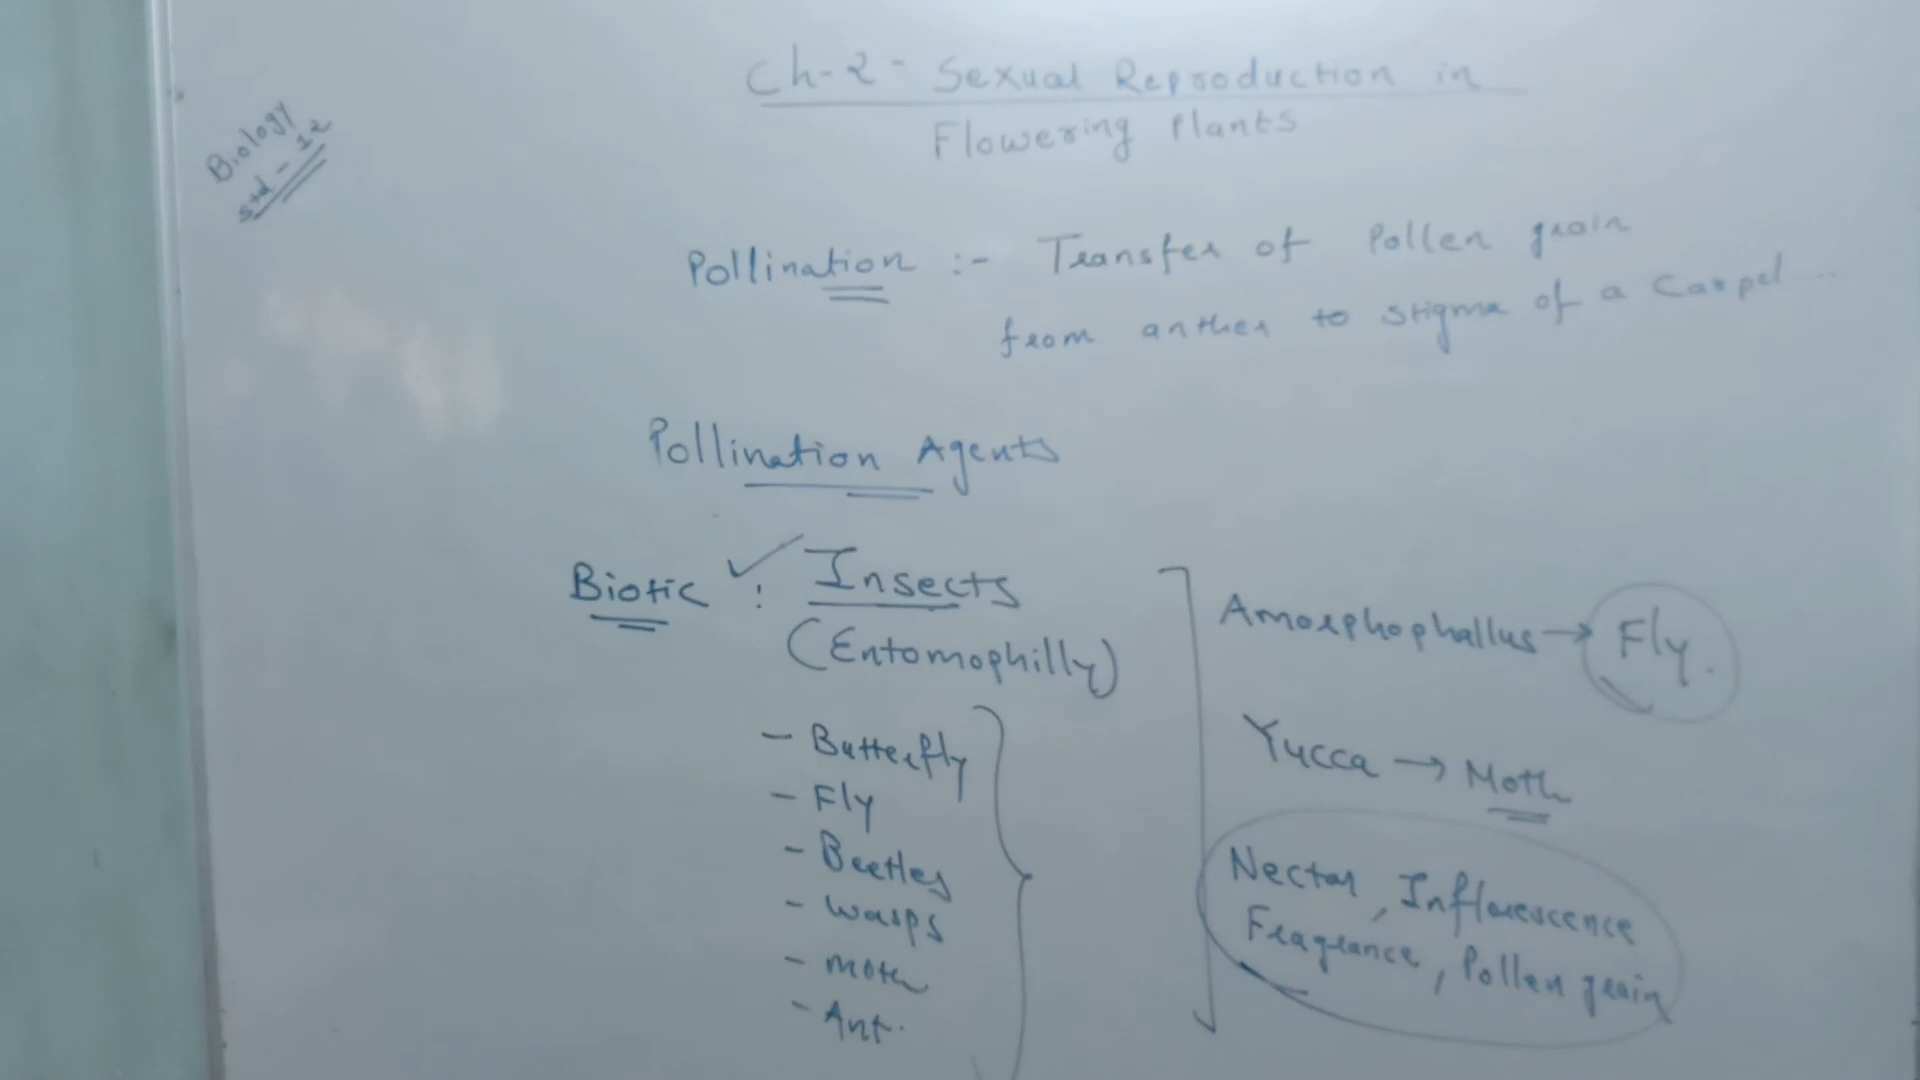 Biology
Std - 12
Ch-2 - Sexual Reproduction in
Flowering Plants
Pollination :- Transfer of Pollen grain
from anther to stigma of a Carpel ...
Pollination Agents
Biotic ✓ : Insects
(Entomophilly)
- Butterfly
- Fly
- Beetles
- Wasps
- Moth
- Ant.
Amorphophallus → Fly.
Yucca → Moth
Nectar, Inflorescence
Fragrance, Pollen grain